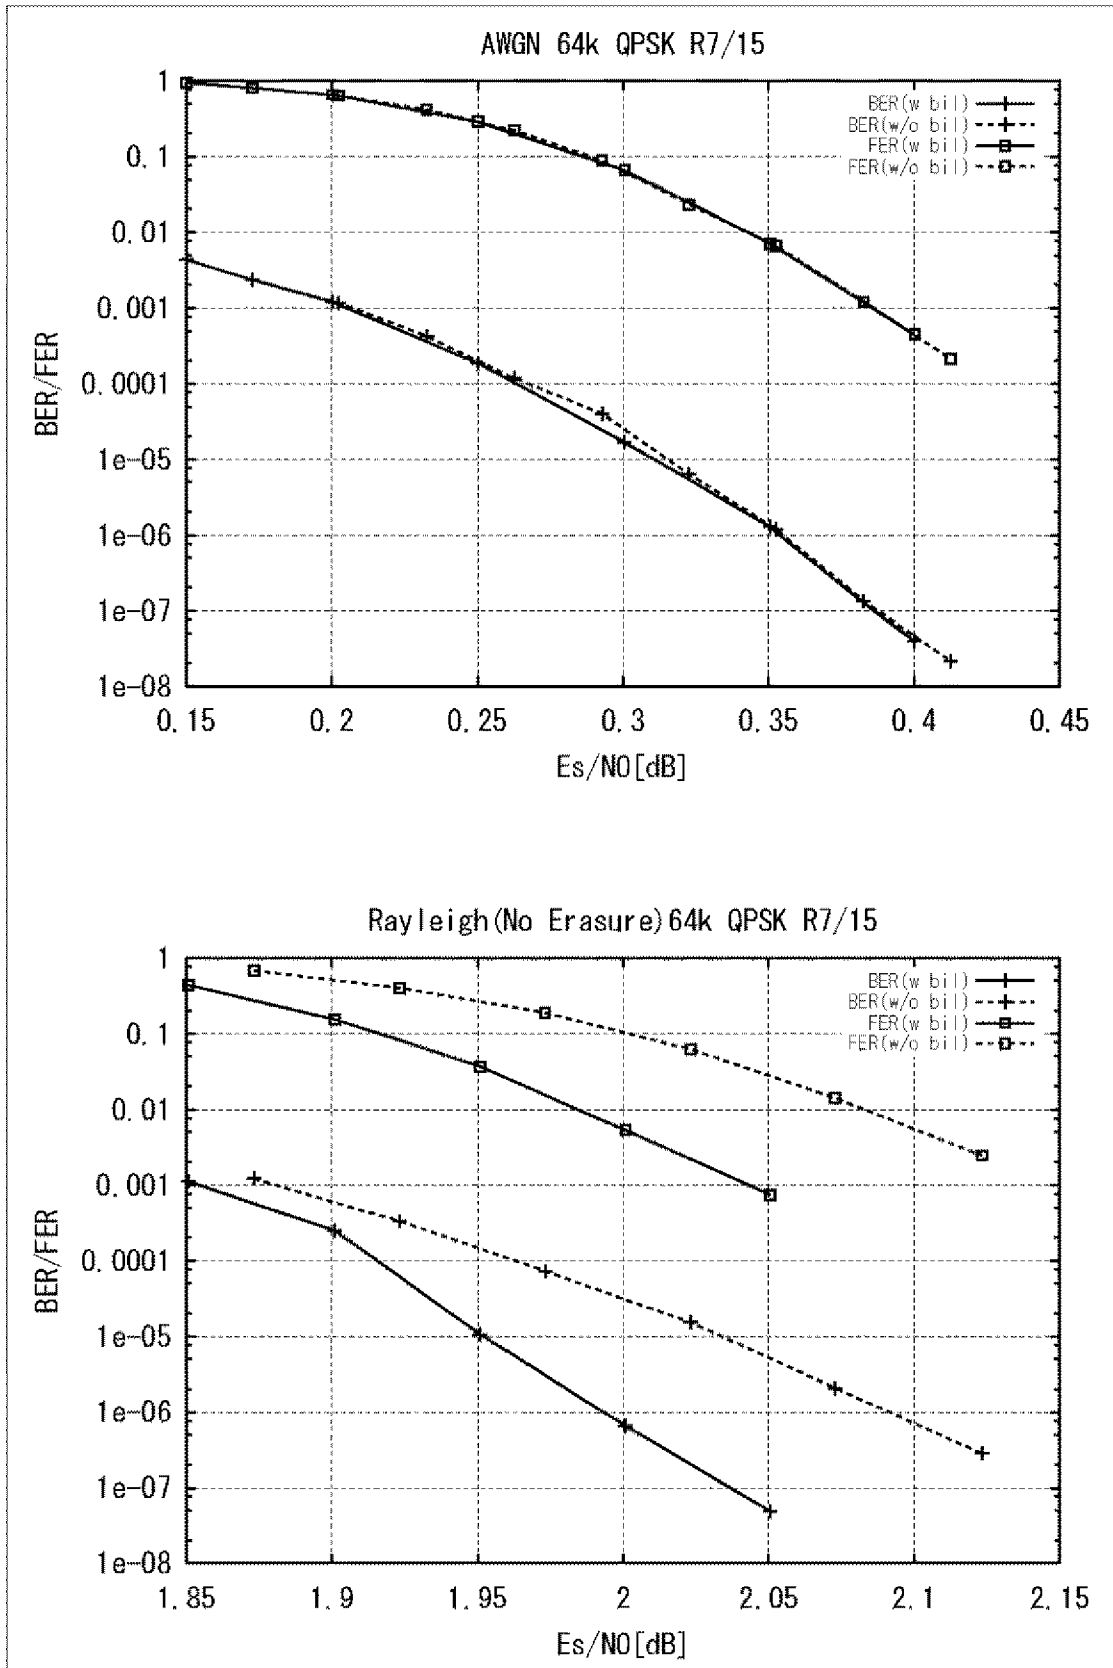 AWGN 64k QPSK R7/15
BER(w bil)
BER(w/o bil)
FER(w bil)
FER(w/o bil)
1
0.1
0.01
0.001
0.0001
1e-05
1e-06
1e-07
1e-08
BER/FER
0.15 0.2 0.25 0.3 0.35 0.4 0.45
Es/N0[dB]
Rayleigh(No Erasure)64k QPSK R7/15
BER(w bil)
BER(w/o bil)
FER(w bil)
FER(w/o bil)
1
0.1
0.01
0.001
0.0001
1e-05
1e-06
1e-07
1e-08
BER/FER
1.85 1.9 1.95 2 2.05 2.1 2.15
Es/N0[dB]